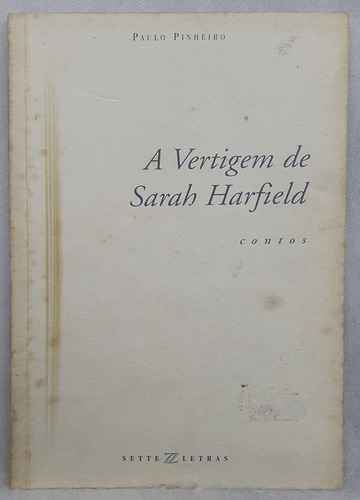 PAULO PINHEIRO
A Vertigem de
Sarah Harfield
contos
SETTE LETRAS